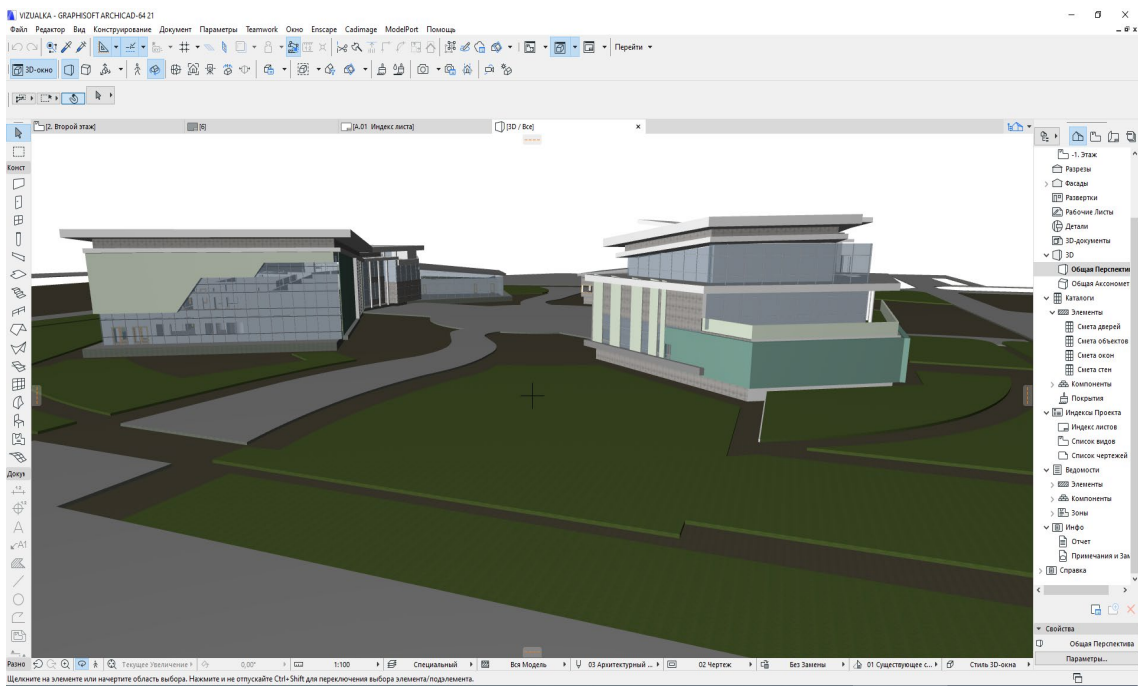 VIZUALKA - GRAPHISOFT ARCHICAD-64 21
Файл Редактор Вид Конструирование Документ Параметры Teamwork Окно Enscape Cadimage ModelPort Помощь
Перейти
3D-окно
[2. Второй этаж]
[6]
[A.01 Индекс листа]
[3D / Все]
Конст
Докуз
A1
Разно
-1. Этаж
Разрезы
Фасады
Развертки
Рабочие Листы
Детали
3D-документы
3D
Общая Перспекти
Общая Аксономет
Каталоги
Элементы
Смета дверей
Смета объектов
Смета окон
Смета стен
Компоненты
Покрытия
Индексы Проекта
Индекс листов
Список видов
Список чертежей
Ведомости
Элементы
Компоненты
Зоны
Инфо
Отчет
Примечания и Зам
Справка
Свойства
Общая Перспектива
Параметры...
Текущее Увеличение 0,00° 1:100 Специальный Вся Модель 03 Архитектурный ... 02 Чертеж Без Замены 01 Существующее с... Стиль 3D-окна
Щелкните на элементе или начертите область выбора. Нажмите и не отпускайте Ctrl+Shift для переключения выбора элемента/подэлемента.